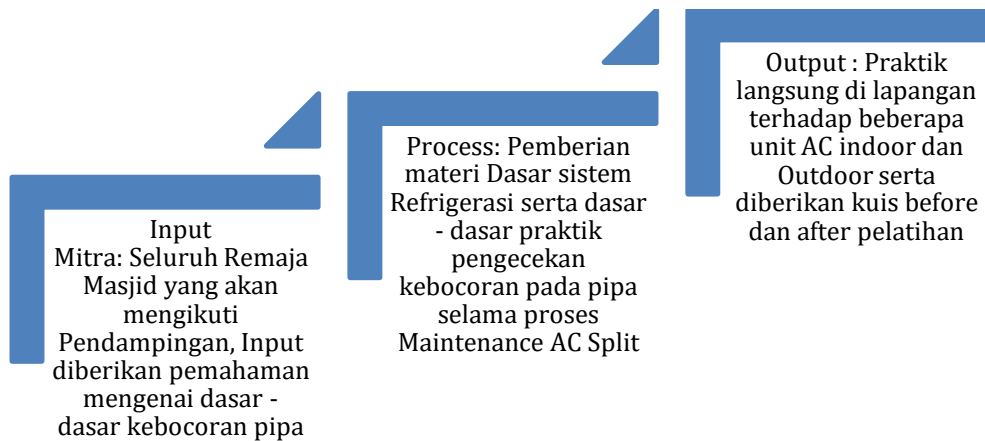 Input
Mitra: Seluruh Remaja
Masjid yang akan
mengikuti
Pendampingan, Input
diberikan pemahaman
mengenai dasar -
dasar kebocoran pipa
Process: Pemberian
materi Dasar sistem
Refrigerasi serta dasar
- dasar praktik
pengecekan
kebocoran pada pipa
selama proses
Maintenance AC Split
Output : Praktik
langsung di lapangan
terhadap beberapa
unit AC indoor dan
Outdoor serta
diberikan kuis before
dan after pelatihan